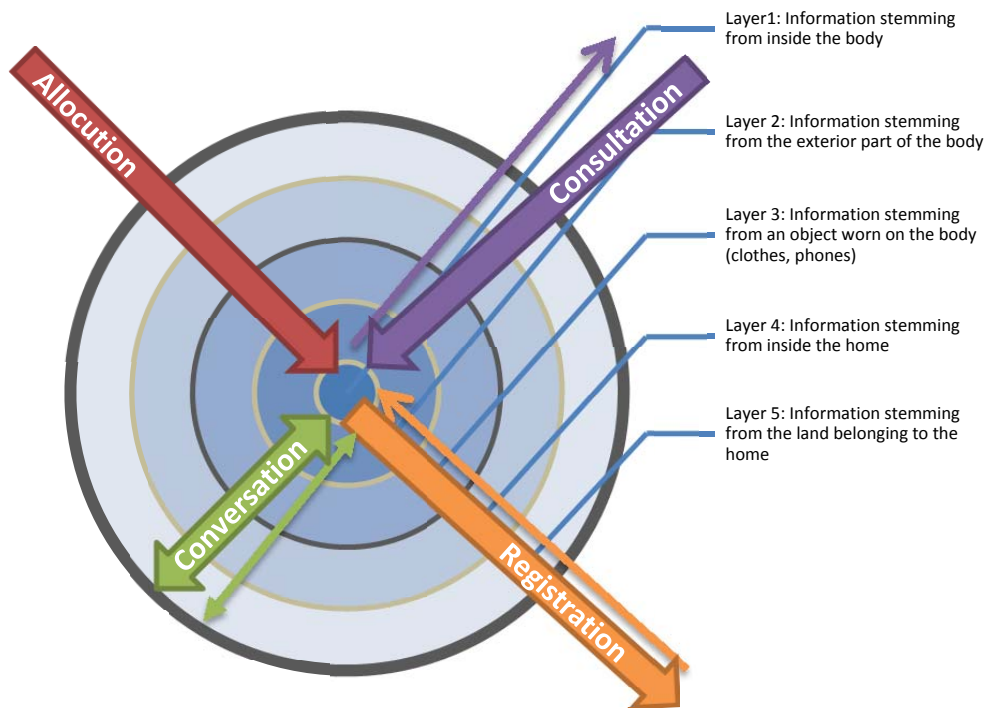 Layer1: Information stemming
from inside the body
Allocution
Consultation
Layer 2: Information stemming
from the exterior part of the body
Layer 3: Information stemming
from an object worn on the body
(clothes, phones)
Layer 4: Information stemming
from inside the home
Layer 5: Information stemming
from the land belonging to the
home
Conversation
Registration